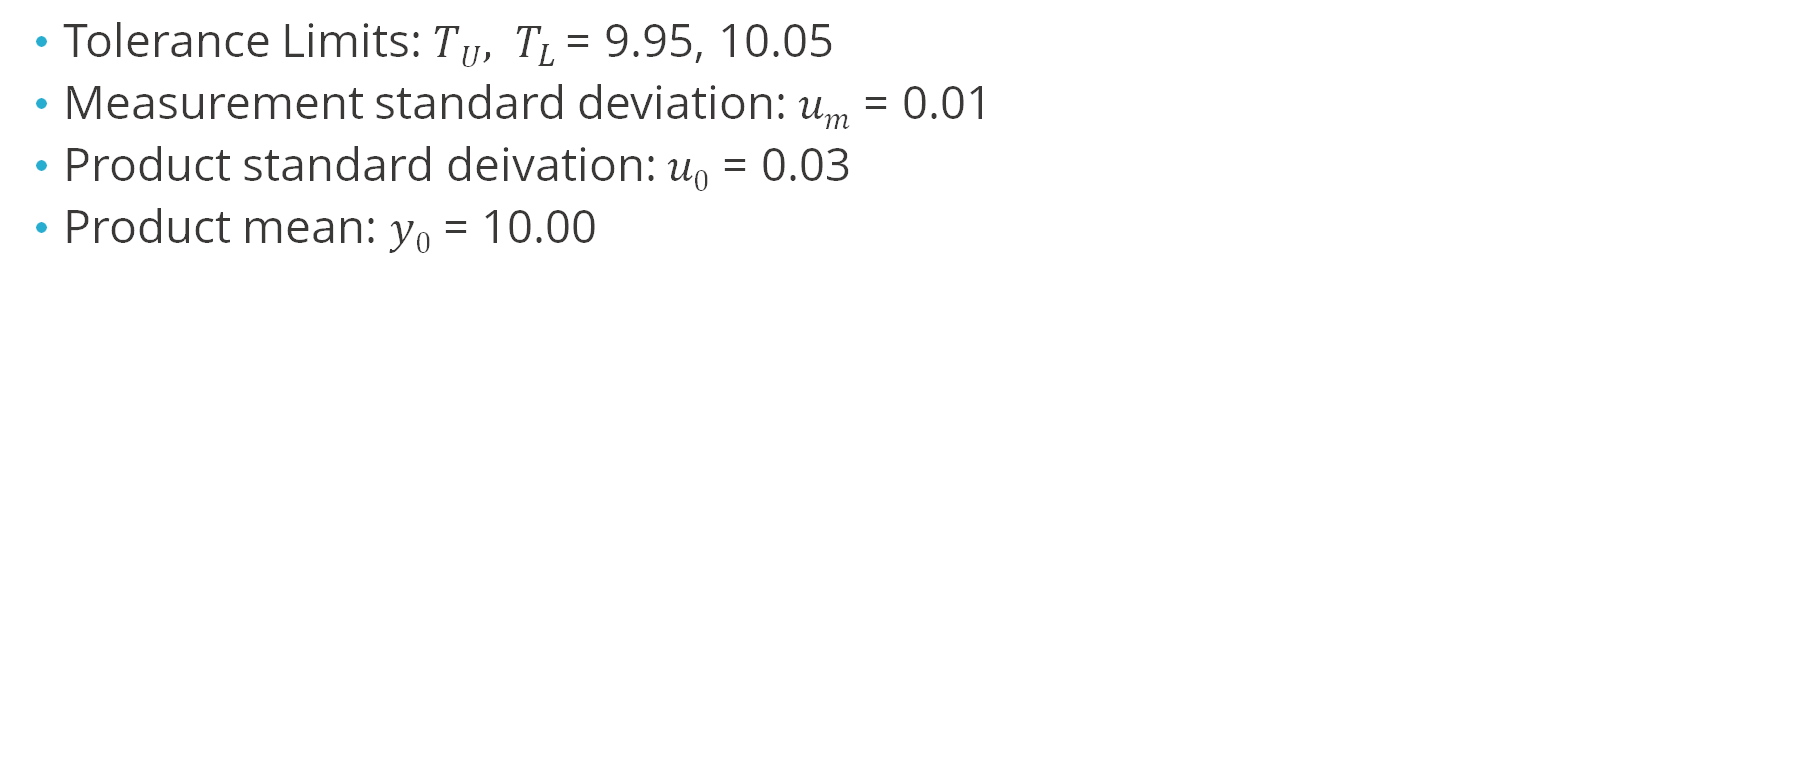 • Tolerance Limits: T_U, T_L = 9.95, 10.05
• Measurement standard deviation: u_m = 0.01
• Product standard deivation: u_0 = 0.03
• Product mean: y_0 = 10.00